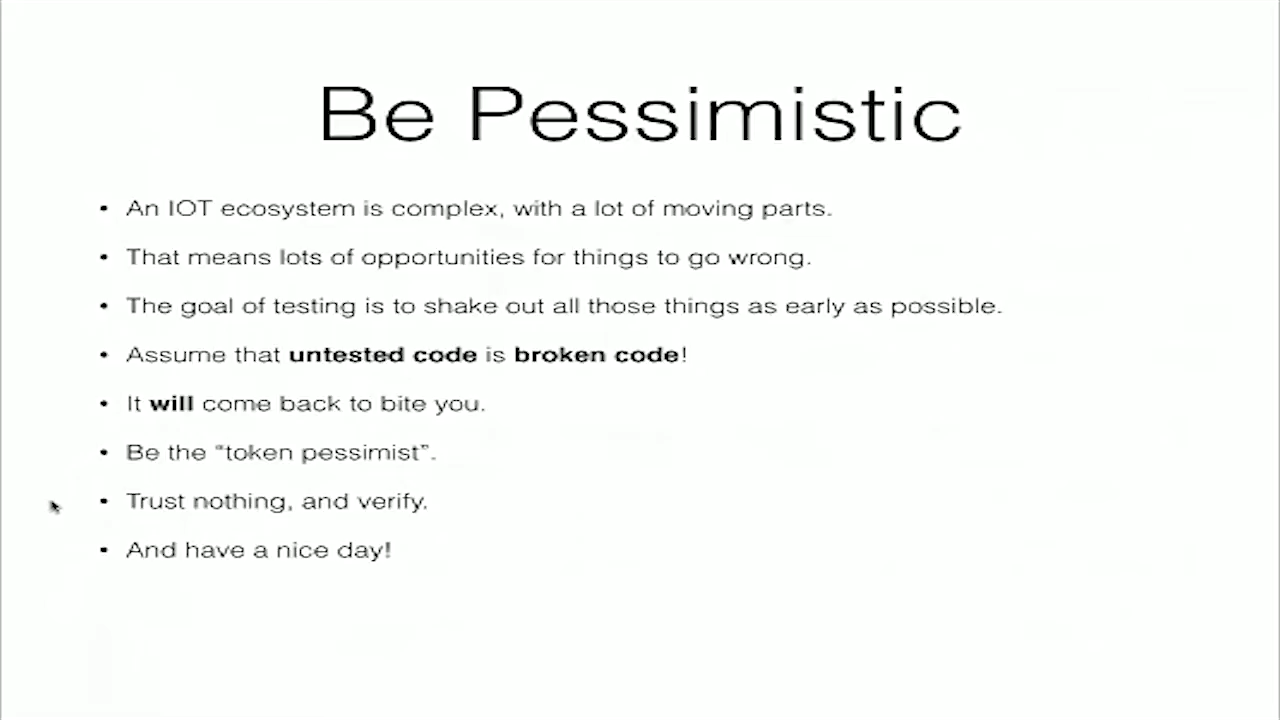 Be Pessimistic
• An IOT ecosystem is complex, with a lot of moving parts.
• That means lots of opportunities for things to go wrong.
• The goal of testing is to shake out all those things as early as possible.
• Assume that untested code is broken code!
• It will come back to bite you.
• Be the “token pessimist”.
• Trust nothing, and verify.
• And have a nice day!